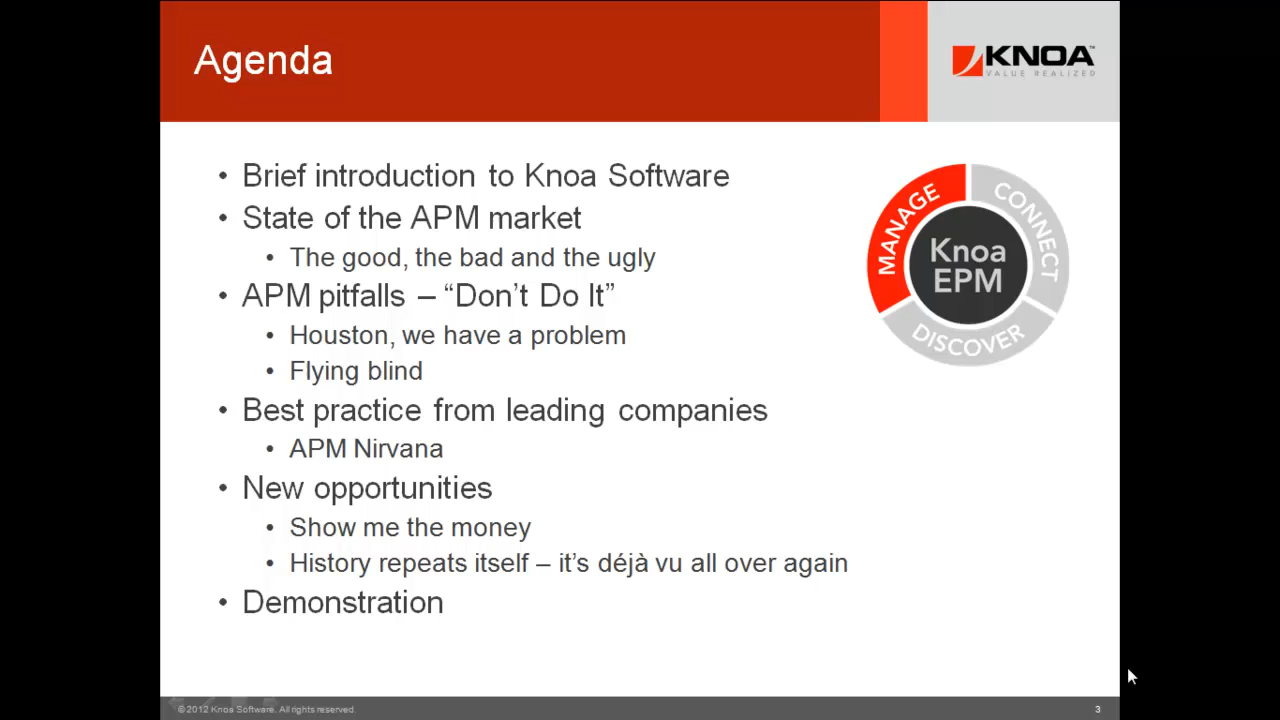 Agenda
KNOA™
VALUE REALIZED
• Brief introduction to Knoa Software
• State of the APM market
• The good, the bad and the ugly
• APM pitfalls – “Don’t Do It”
• Houston, we have a problem
• Flying blind
• Best practice from leading companies
• APM Nirvana
• New opportunities
• Show me the money
• History repeats itself – it’s déjà vu all over again
• Demonstration
MANAGE
CONNECT
DISCOVER
Knoa
EPM
© 2012 Knoa Software. All rights reserved.
3